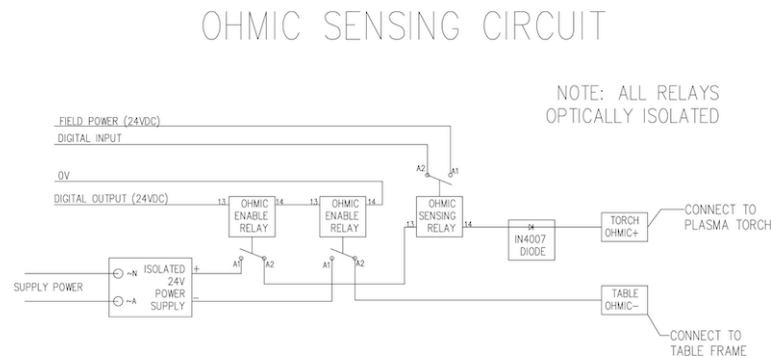 OHMIC SENSING CIRCUIT
NOTE: ALL RELAYS
OPTICALLY ISOLATED
FIELD POWER (24VDC)
DIGITAL INPUT
A2
A1
0V
DIGITAL OUTPUT (24VDC)
13
OHMIC
ENABLE
RELAY
14
OHMIC
ENABLE
RELAY
14
13
OHMIC
SENSING
RELAY
14
IN4007
DIODE
TORCH
OHMIC+
CONNECT TO
PLASMA TORCH
A1
A2
A1
A2
SUPPLY POWER
~N
~A
ISOLATED
24V
POWER
SUPPLY
+
-
TABLE
OHMIC-
CONNECT TO
TABLE FRAME